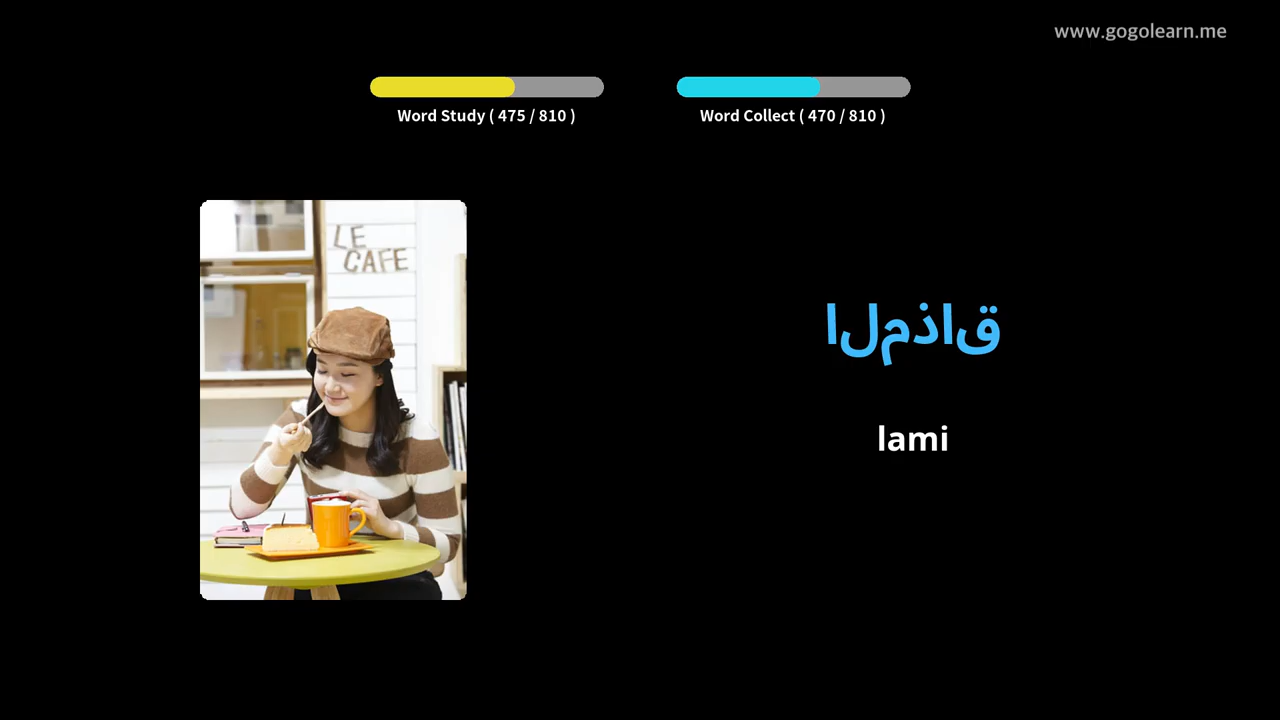 www.gogolearn.me
Word Study ( 475 / 810 )
Word Collect ( 470 / 810 )
LE
CAFE
المذاق
lami